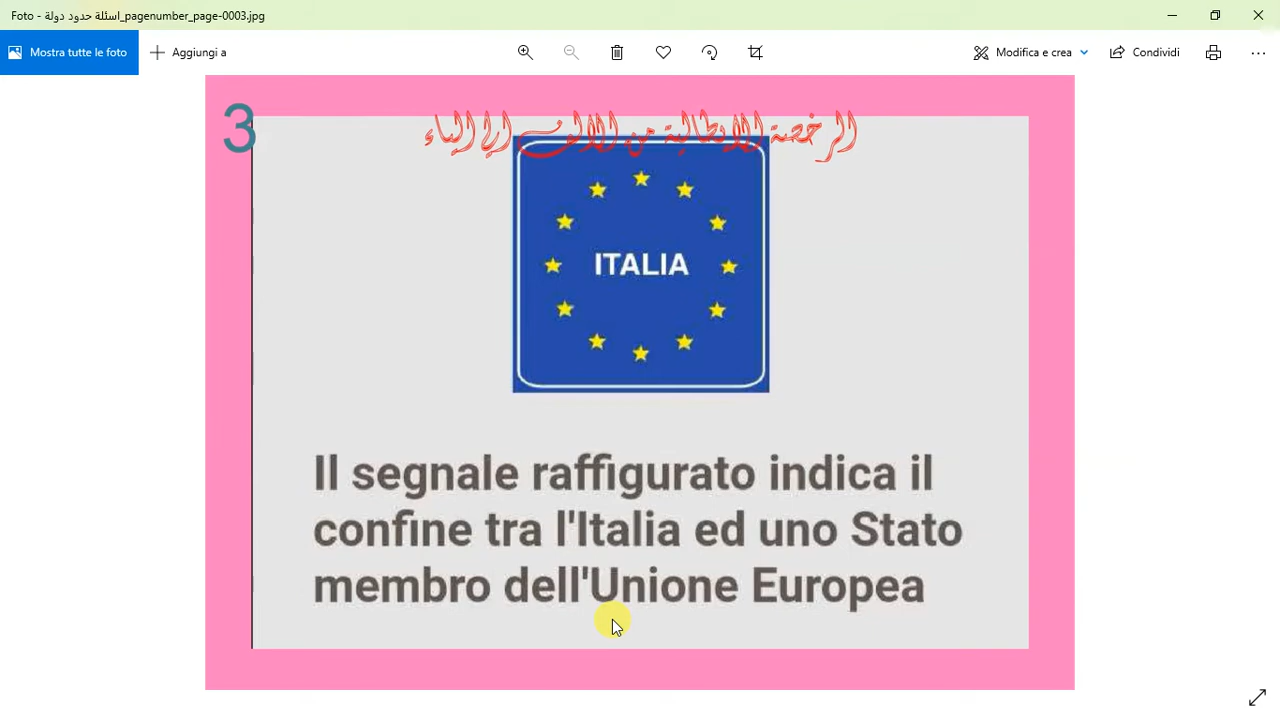 Foto - اسئلة حدود دولة_pagenumber_page-0003.jpg
Mostra tutte le foto
Aggiungi a
Modifica e crea
Condividi
3
الرخصة الايطالية من الالف الى الياء
ITALIA
Il segnale raffigurato indica il
confine tra l'Italia ed uno Stato
membro dell'Unione Europea